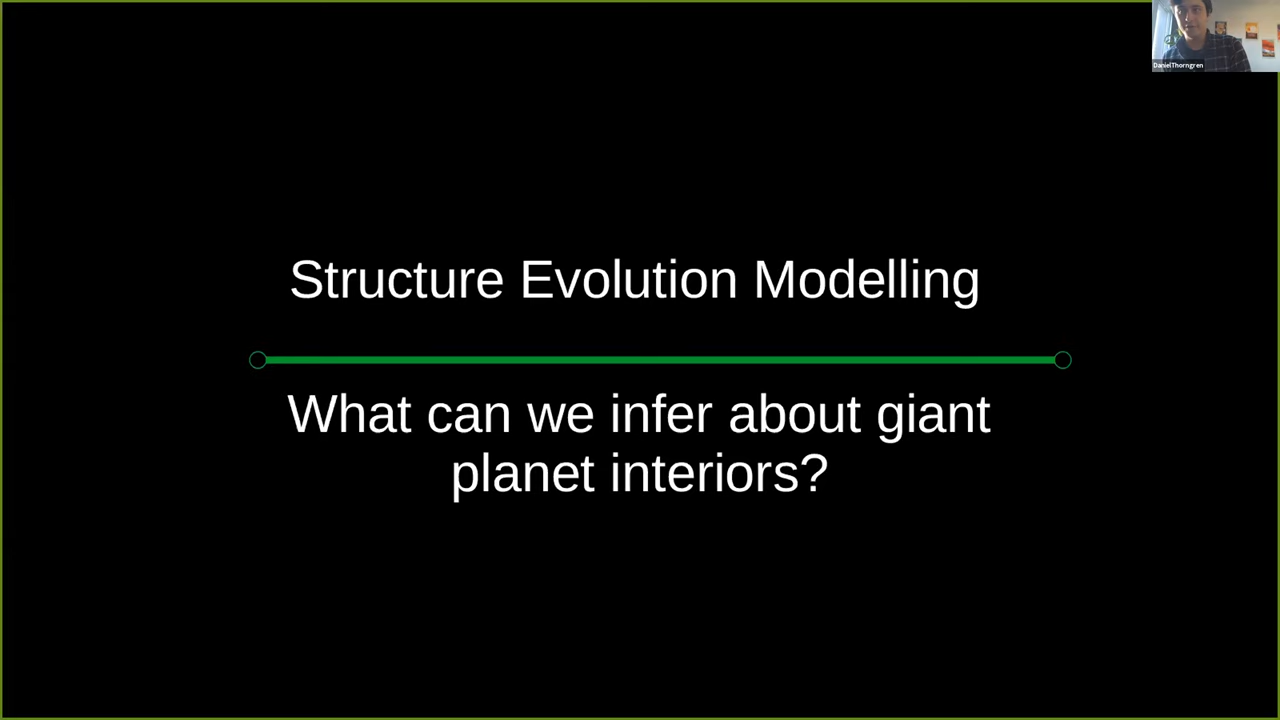 DanielThorngren
Structure Evolution Modelling
What can we infer about giant
planet interiors?